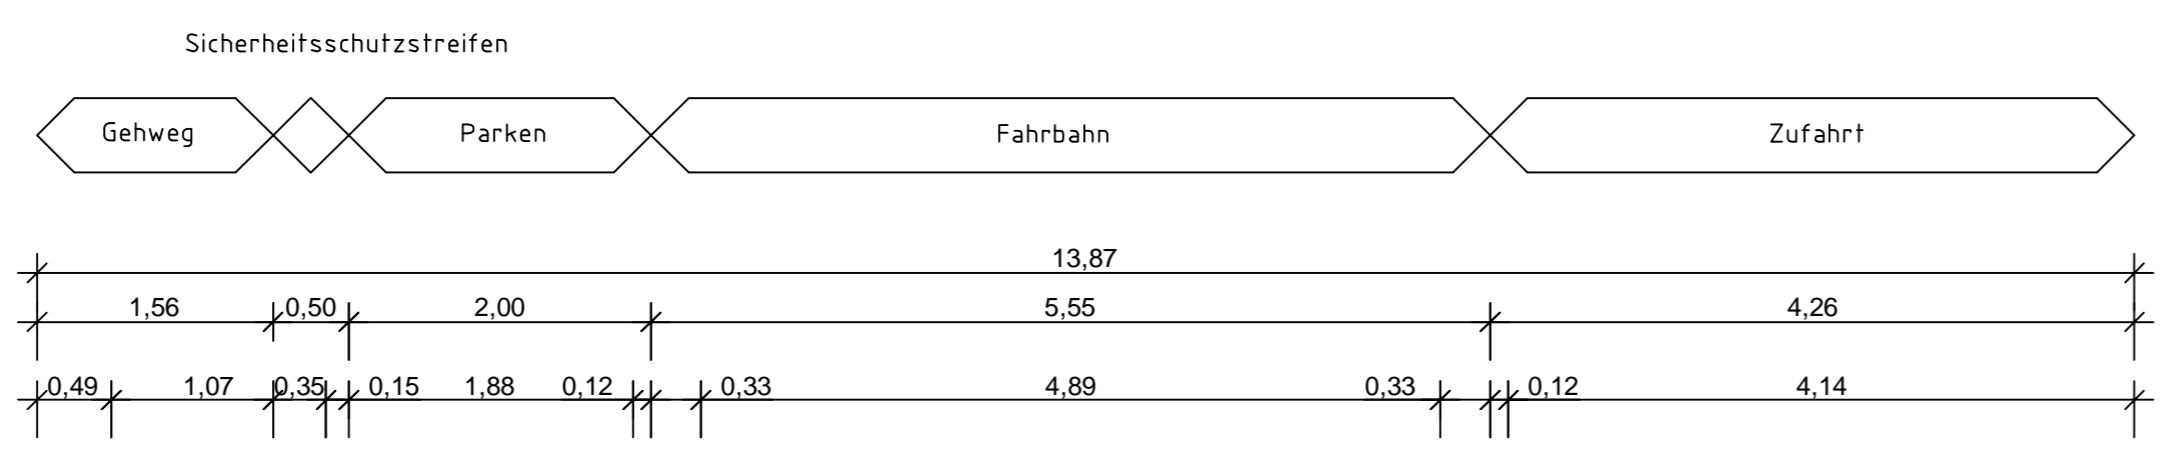 Sicherheitsschutzstreifen
Gehweg Parken Fahrbahn Zufahrt
13,87
1,56 0,50 2,00 5,55 4,26
0,49 1,07 0,35 0,15 1,88 0,12 0,33 4,89 0,33 0,12 4,14